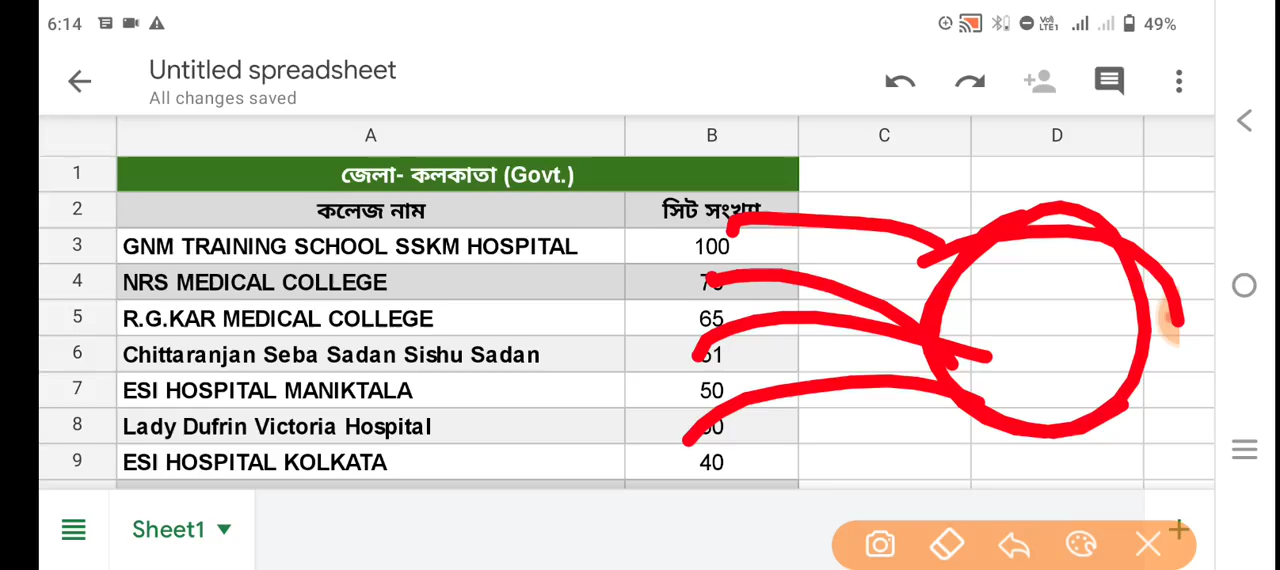 6:14
Vo) LTE1 49%
Untitled spreadsheet
All changes saved
A B C D
1 জেলা- কলকাতা (Govt.)
2 কলেজ নাম সিট সংখ্যা
3 GNM TRAINING SCHOOL SSKM HOSPITAL 100
4 NRS MEDICAL COLLEGE
5 R.G.KAR MEDICAL COLLEGE 65
6 Chittaranjan Seba Sadan Sishu Sadan
7 ESI HOSPITAL MANIKTALA 50
8 Lady Dufrin Victoria Hospital
9 ESI HOSPITAL KOLKATA 40
Sheet1